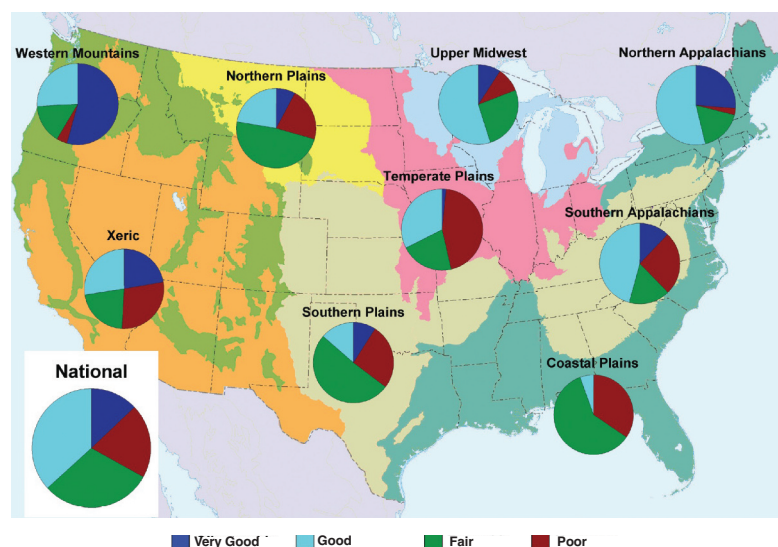 Western Mountains
Upper Midwest
Northern Appalachians
Northern Plains
Temperate Plains
Southern Appalachians
Xeric
Southern Plains
National
Coastal Plains
Very Good
Good
Fair
Poor